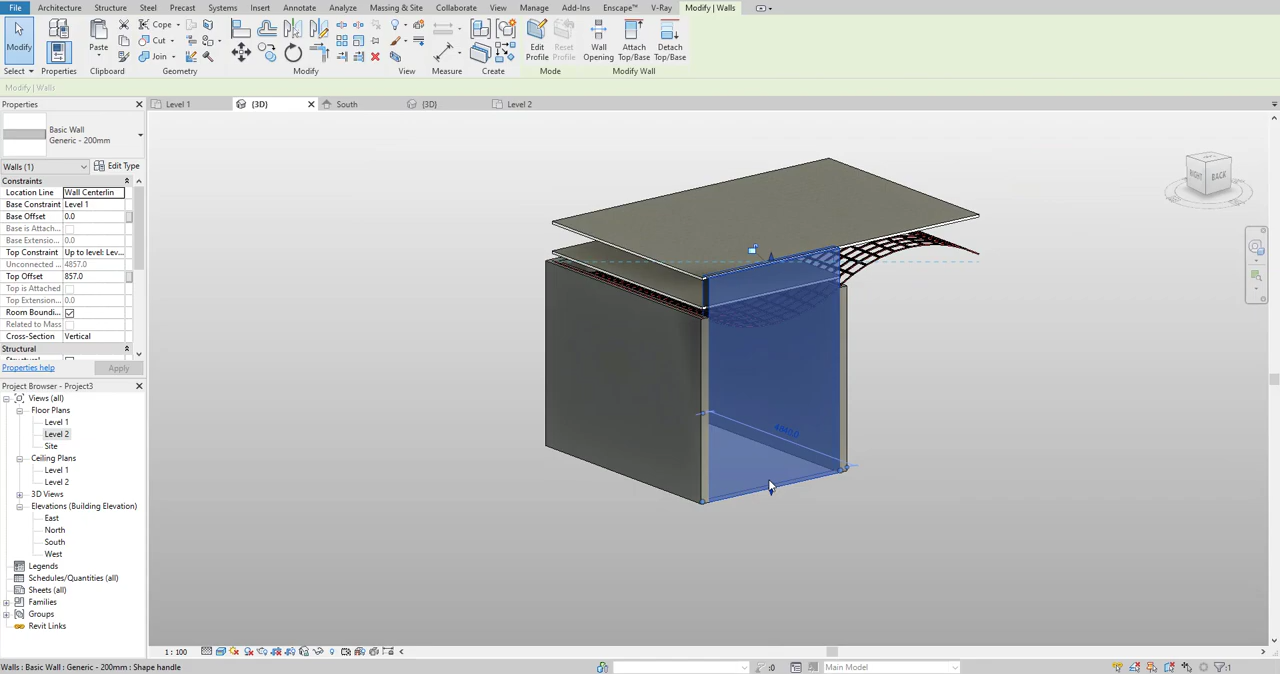 File Architecture Structure Steel Precast Systems Insert Annotate Analyze Massing & Site Collaborate View Manage Add-Ins Enscape™ V-Ray Modify | Walls
Modify Properties Paste Cope Cut Join Edit Profile Reset Profile Wall Opening Attach Top/Base Detach Top/Base
Select Properties Clipboard Geometry Modify View Measure Create Mode Modify Wall
Modify | Walls
Properties
Level 1 {3D} South {3D} Level 2
Basic Wall
Generic - 200mm
Walls (1) Edit Type
Constraints
Location Line Wall Centerlin
Base Constraint Level 1
Base Offset 0.0
Base is Attach...
Base Extensio... 0.0
Top Constraint Up to level: Lev...
Unconnected ... 4857.0
Top Offset 857.0
Top is Attached
Top Extension... 0.0
Room Boundi...
Related to Mass
Cross-Section Vertical
Structural
Properties help Apply
Project Browser - Project3
Views (all)
Floor Plans
Level 1
Level 2
Site
Ceiling Plans
Level 1
Level 2
3D Views
Elevations (Building Elevation)
East
North
South
West
Legends
Schedules/Quantities (all)
Sheets (all)
Families
Groups
Revit Links
RIGHT BACK
1 : 100
Walls : Basic Wall : Generic - 200mm : Shape handle
:0 Main Model :1